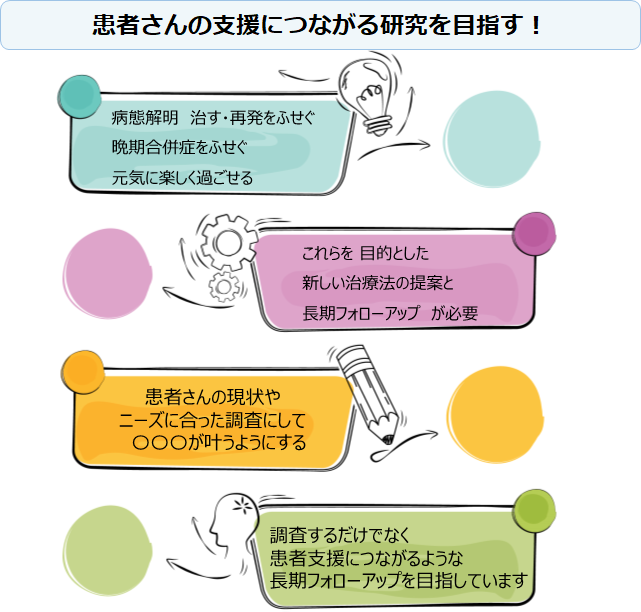 患者さんの支援につながる研究を目指す！
病態解明　治す・再発をふせぐ
晩期合併症をふせぐ
元気に楽しく過ごせる
これらを 目的とした
新しい治療法の提案と
長期フォローアップ　が必要
患者さんの現状や
ニーズに合った調査にして
〇〇〇が叶うようにする
調査するだけでなく
患者支援につながるような
長期フォローアップを目指しています